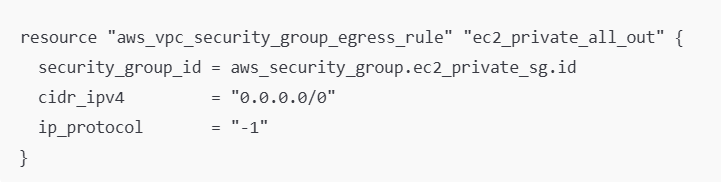 resource "aws_vpc_security_group_egress_rule" "ec2_private_all_out" {
  security_group_id = aws_security_group.ec2_private_sg.id
  cidr_ipv4         = "0.0.0.0/0"
  ip_protocol       = "-1"
}